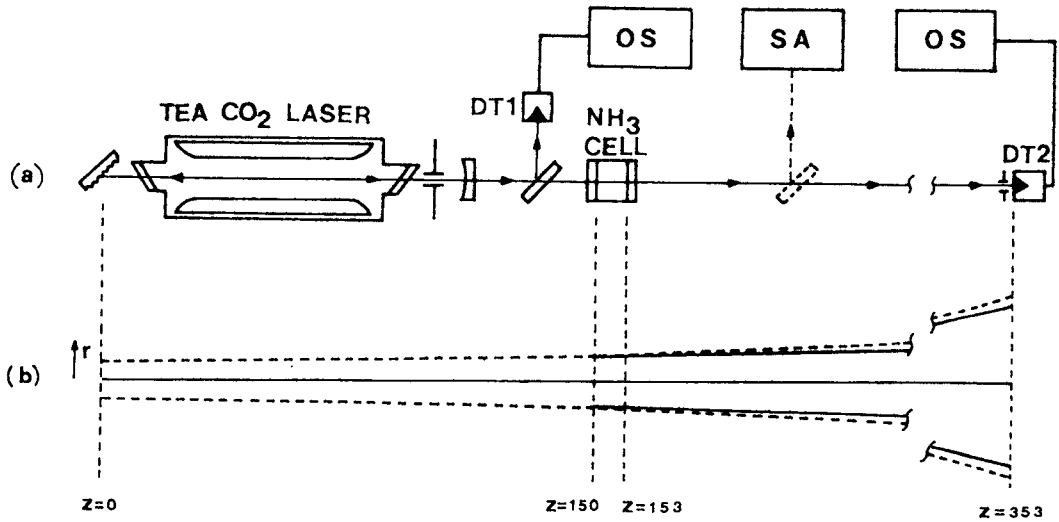 OS
SA
OS
TEA CO₂ LASER
DT1
NH₃
CELL
DT2
(a)
r
(b)
z=0
z=150
z=153
z=353